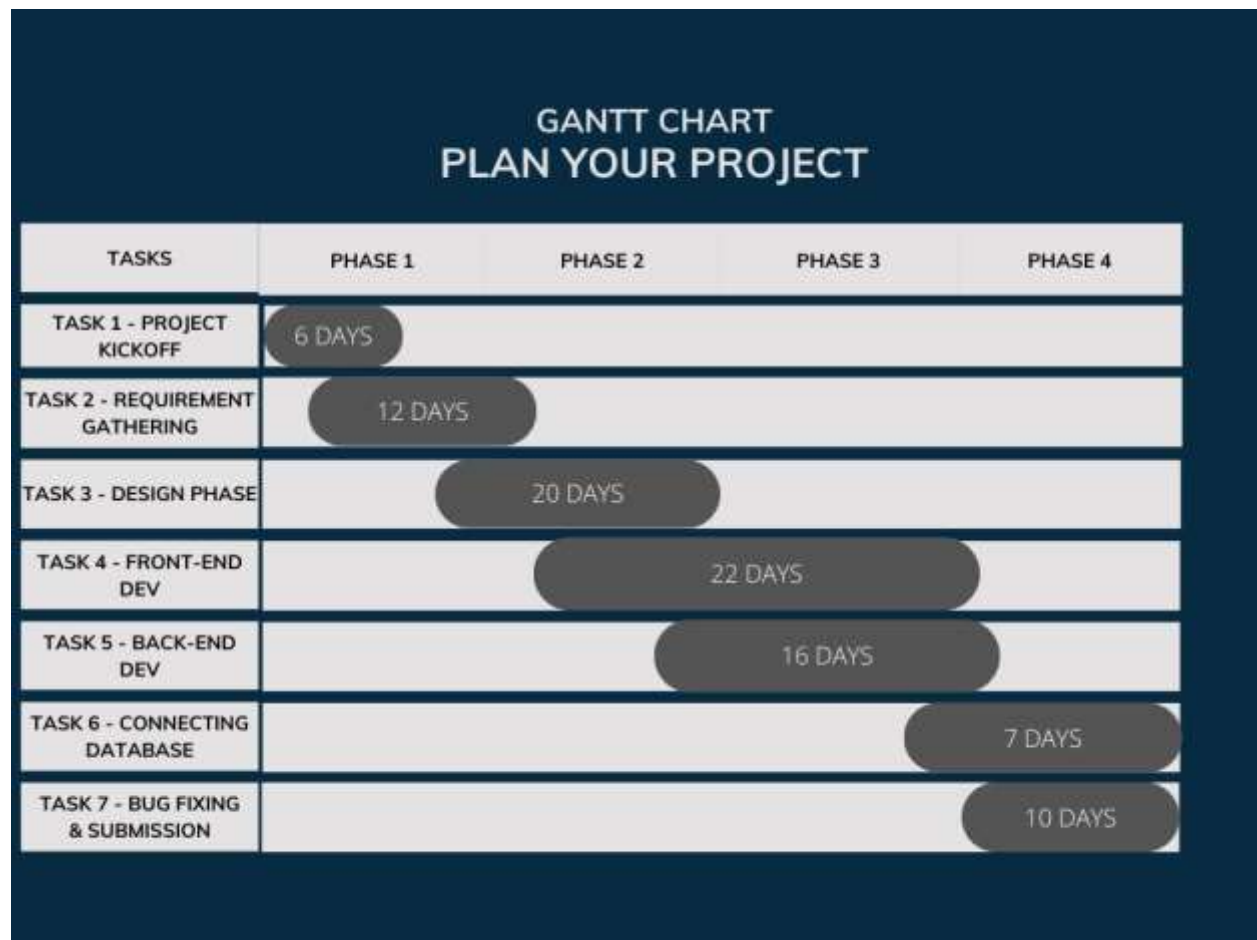 GANTT CHART
PLAN YOUR PROJECT
TASKS PHASE 1 PHASE 2 PHASE 3 PHASE 4
TASK 1 - PROJECT
KICKOFF
6 DAYS
TASK 2 - REQUIREMENT
GATHERING
12 DAYS
TASK 3 - DESIGN PHASE
20 DAYS
TASK 4 - FRONT-END
DEV
22 DAYS
TASK 5 - BACK-END
DEV
16 DAYS
TASK 6 - CONNECTING
DATABASE
7 DAYS
TASK 7 - BUG FIXING
& SUBMISSION
10 DAYS